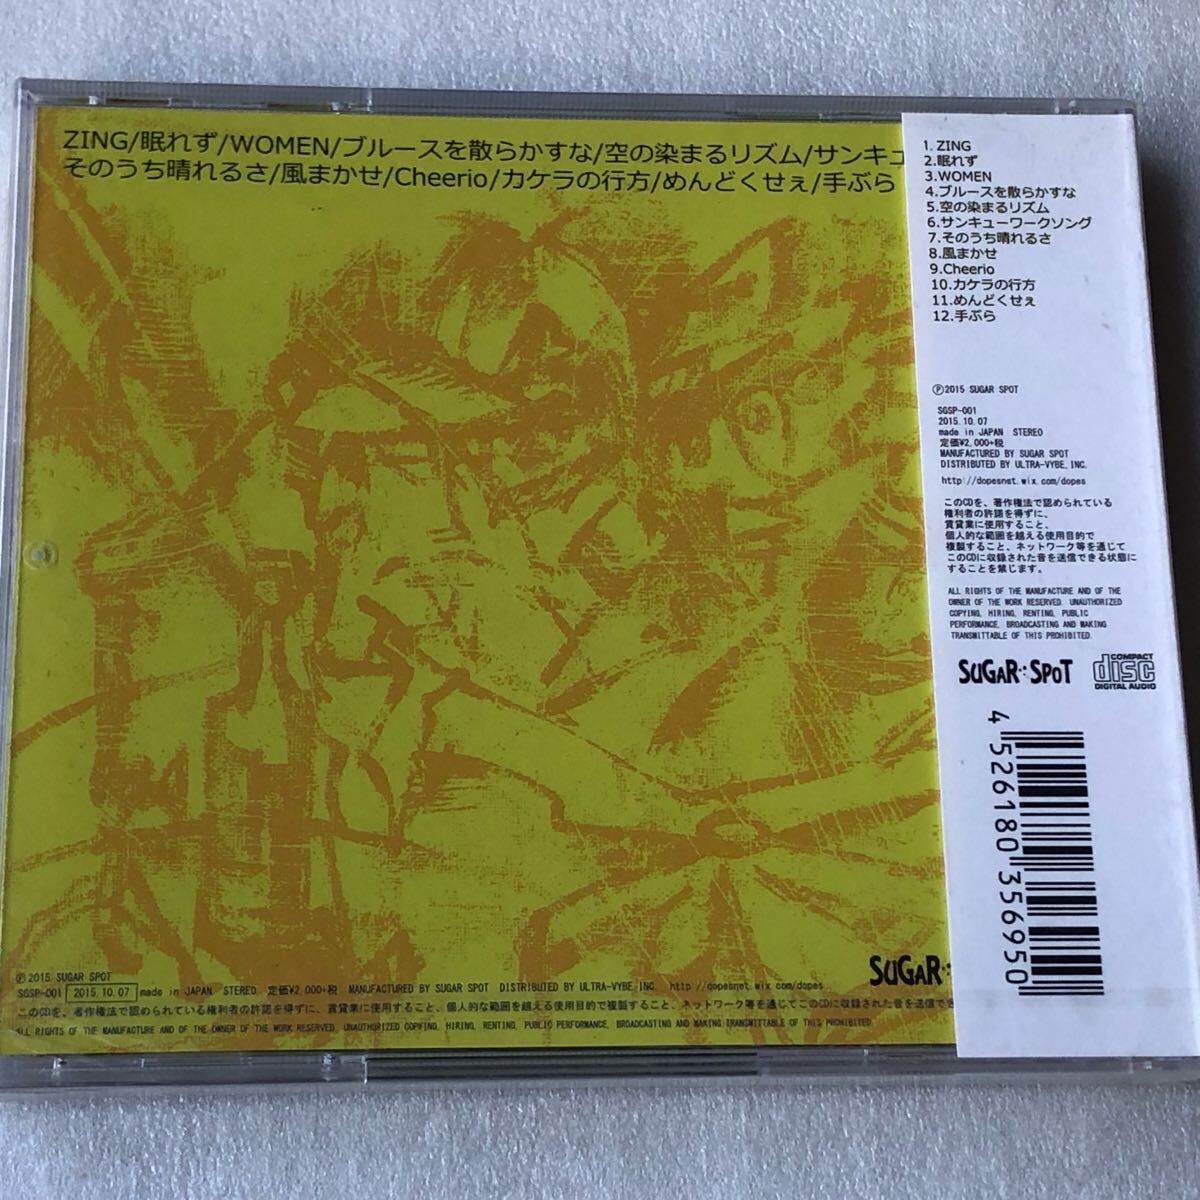 ZING/眠れず/WOMEN/ブルースを散らかすな/空の染まるリズム/サンキュ
そのうち晴れるさ/風まかせ/Cheerio/カケラの行方/めんどくせぇ/手ぶら
1. ZING
2.眠れず
3.WOMEN
4.ブルースを散らかすな
5.空の染まるリズム
6.サンキューワークソング
7.そのうち晴れるさ
8.風まかせ
9.Cheerio
10.カケラの行方
11.めんどくせぇ
12.手ぶら
Ⓟ2015 SUGAR SPOT
SGSP-001
2015.10.07
made in JAPAN STEREO
定価¥2,000+税
MANUFACTURED BY SUGAR SPOT
DISTRIBUTED BY ULTRA-VYBE,INC.
http://dopesnet.wix.com/dopes
このCDを、著作権法で認められている
権利者の許諾を得ずに、
賃貸業に使用すること、
個人的な範囲を越える使用目的で
複製すること、ネットワーク等を通じて
このCDに収録された音を送信できる状態に
することを禁じます。
ALL RIGHTS OF THE MANUFACTURE AND OF THE
OWNER OF THE WORK RESERVED. UNAUTHORIZED
COPYING, HIRING, RENTING, PUBLIC
PERFORMANCE, BROADCASTING AND MAKING
TRANSMITTABLE OF THIS PROHIBITED.
SUGAR SPOT
COMPACT
disc
DIGITAL AUDIO
4 526180 356950
SUGAR
Ⓟ2015 SUGAR SPOT
SGSP-001 2015.10.07 made in JAPAN STEREO 定価¥2,000+税 MANUFACTURED BY SUGAR SPOT DISTRIBUTED BY ULTRA-VYBE,INC. http://dopesnet.wix.com/dopes
このCDを、著作権法で認められている権利者の許諾を得ずに、賃貸業に使用すること、個人的な範囲を越える使用目的で複製すること、ネットワーク等を通じてこのCDに収録された音を送信でき
ALL RIGHTS OF THE MANUFACTURE AND OF THE OWNER OF THE WORK RESERVED. UNAUTHORIZED COPYING, HIRING, RENTING, PUBLIC PERFORMANCE, BROADCASTING AND MAKING TRANSMITTABLE OF THIS PROHIBITED.